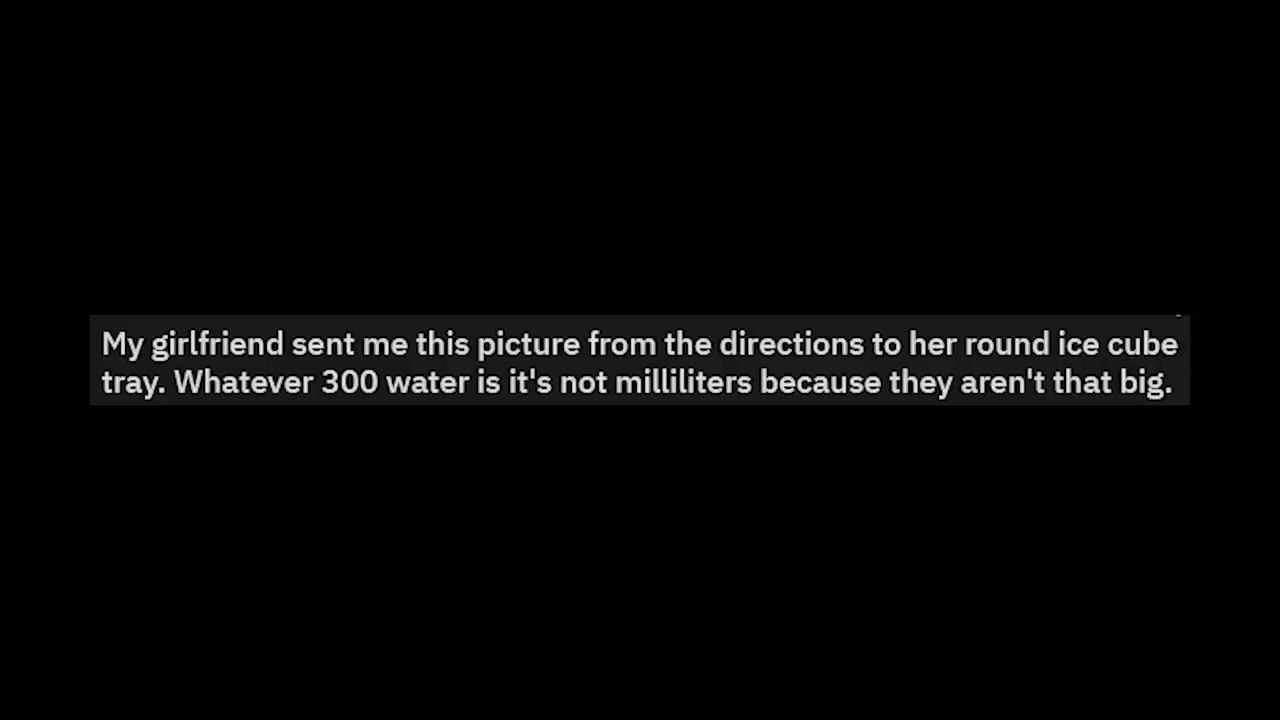 My girlfriend sent me this picture from the directions to her round ice cube
tray. Whatever 300 water is it's not milliliters because they aren't that big.